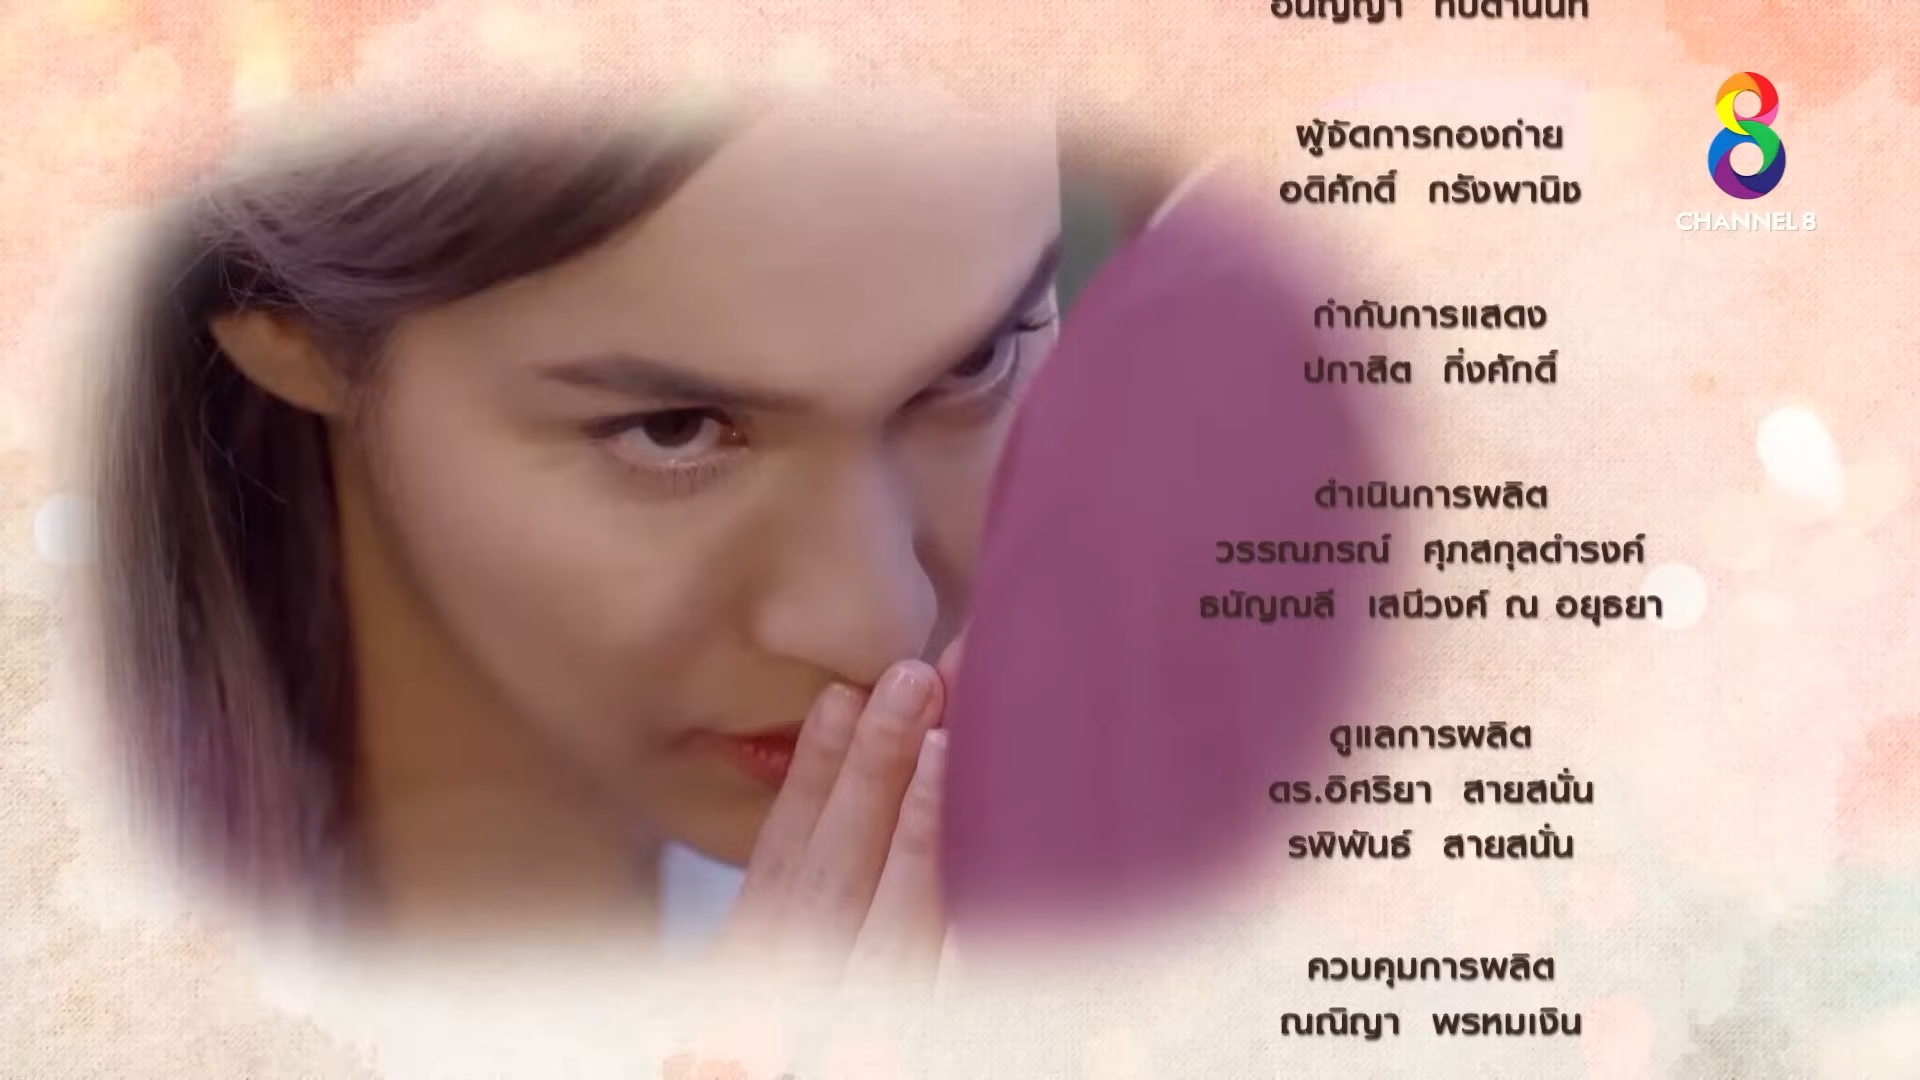 ผู้จัดการกองถ่าย
อดิศักดิ์ กรังพานิช
CHANNEL 8
กำกับการแสดง
ปกาสิต กิ่งศักดิ์
ดำเนินการผลิต
วรรณภรณ์ ศุภสกุลดำรงค์
ธนัญณลี เสนีวงศ์ ณ อยุธยา
ดูแลการผลิต
ดร.อิศริยา สายสนั่น
รพิพันธ์ สายสนั่น
ควบคุมการผลิต
ณณิญา พรหมเงิน